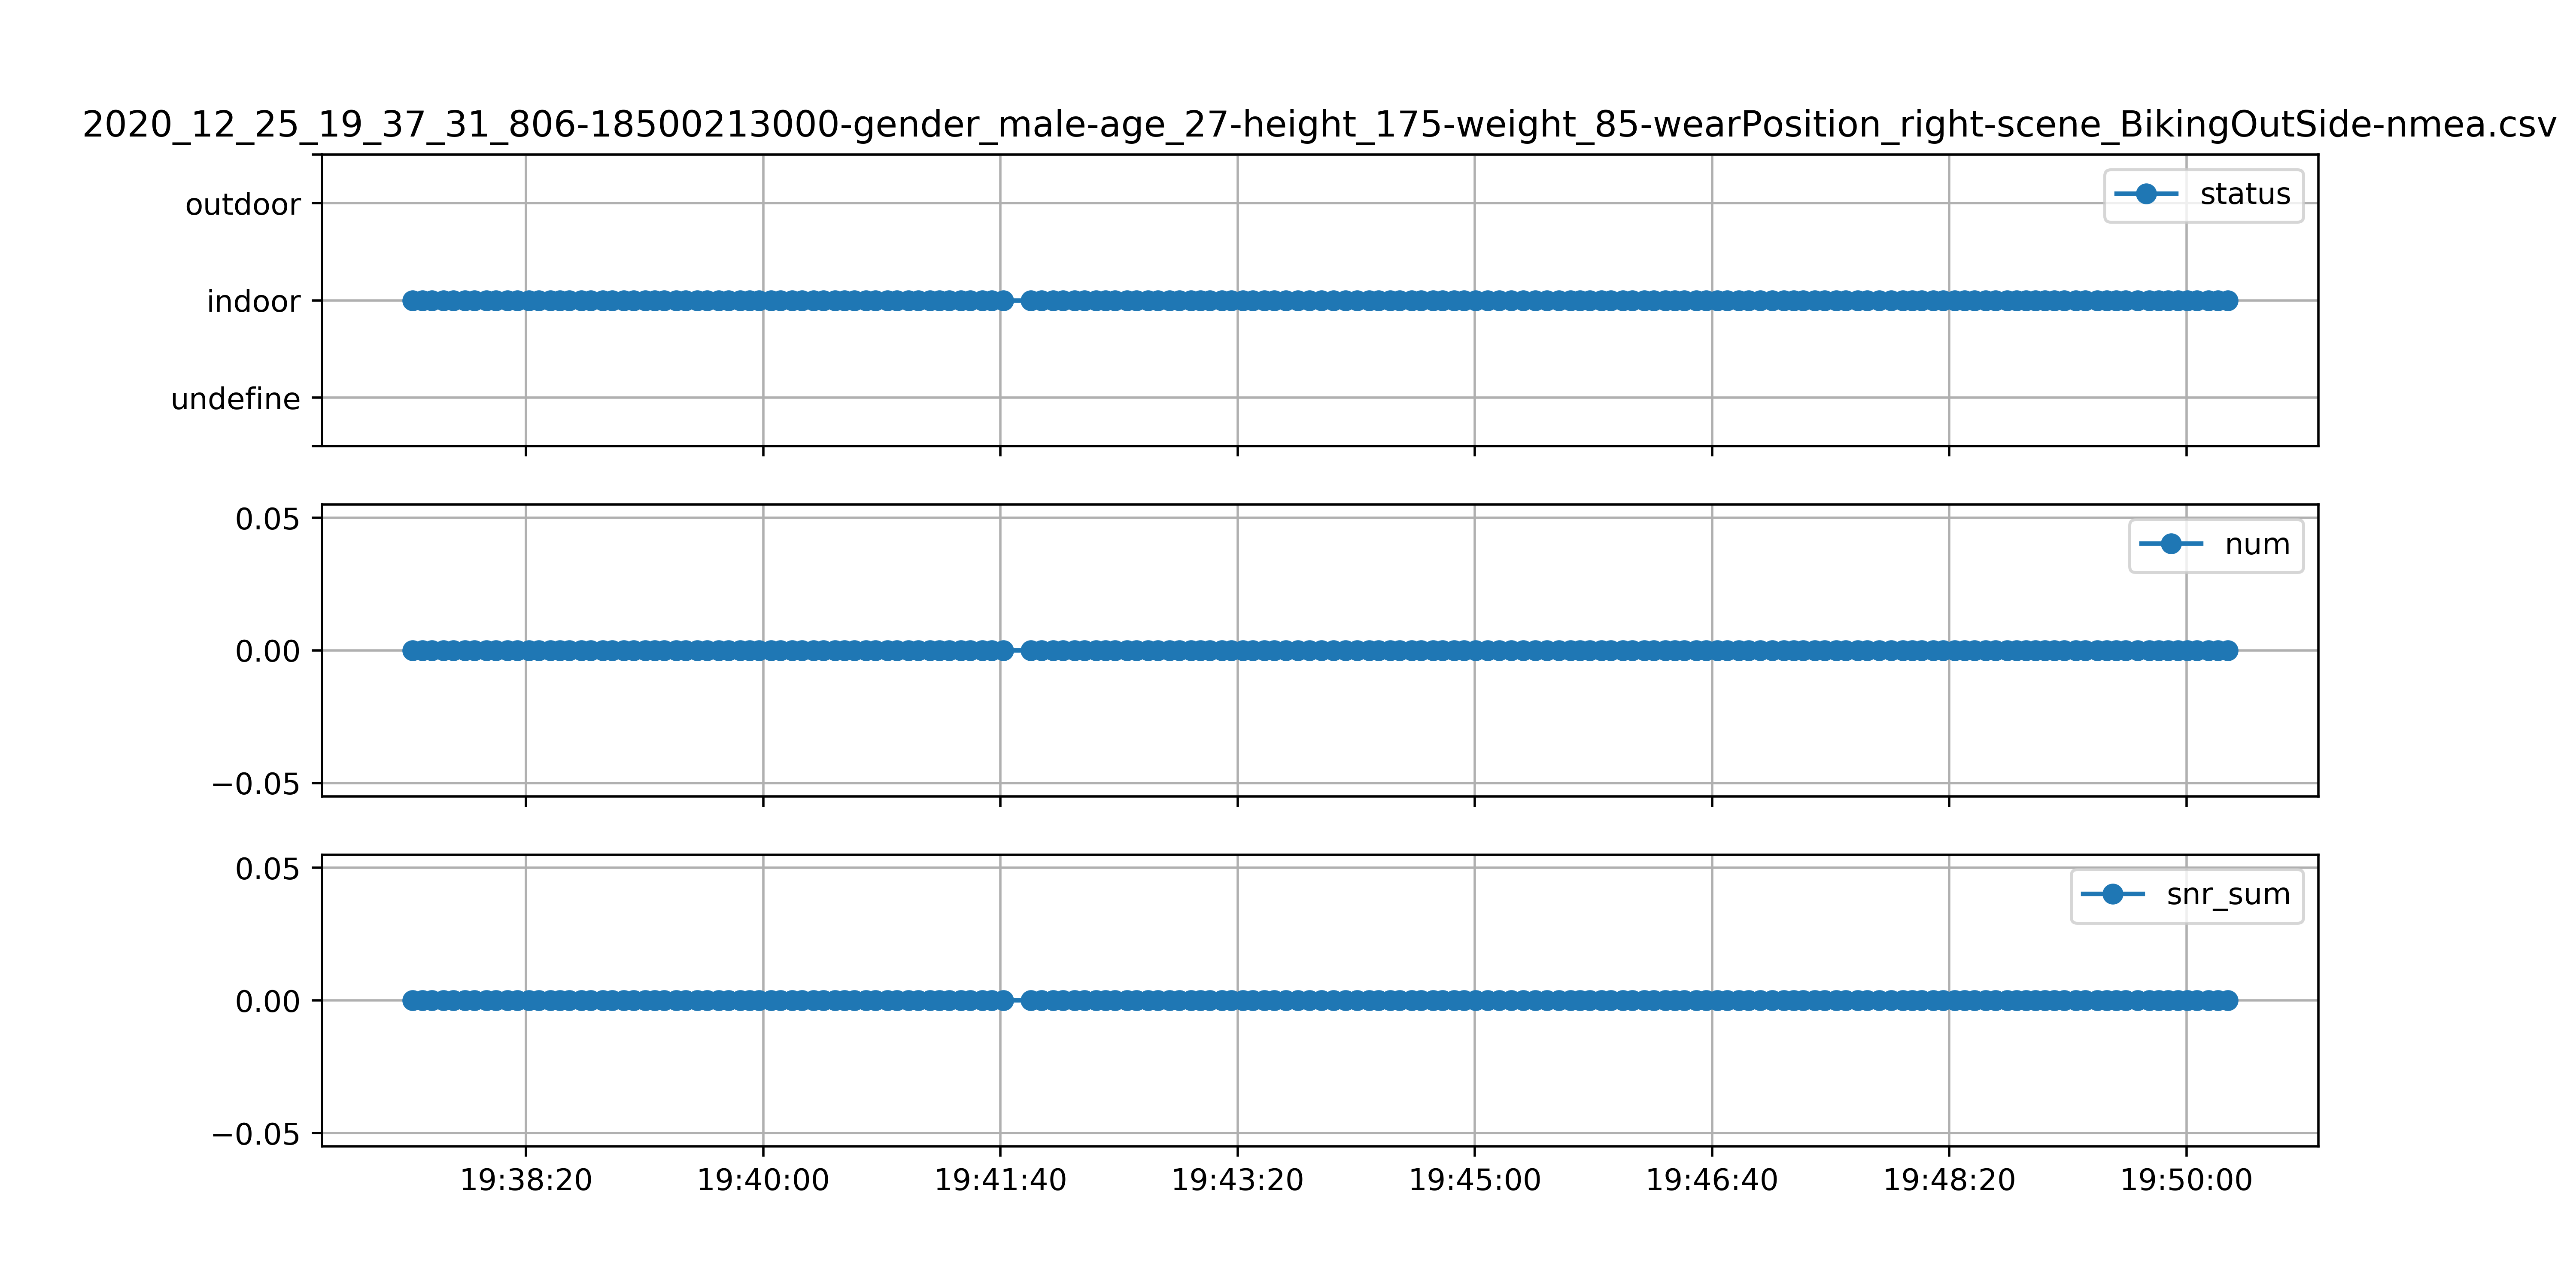 2020_12_25_19_37_31_806-18500213000-gender_male-age_27-height_175-weight_85-wearPosition_right-scene_BikingOutSide-nmea.csv
outdoor
status
indoor
undefine
0.05
num
0.00
−0.05
0.05
snr_sum
0.00
−0.05
19:38:20 19:40:00 19:41:40 19:43:20 19:45:00 19:46:40 19:48:20 19:50:00